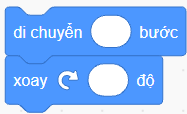 di chuyển bước
xoay độ